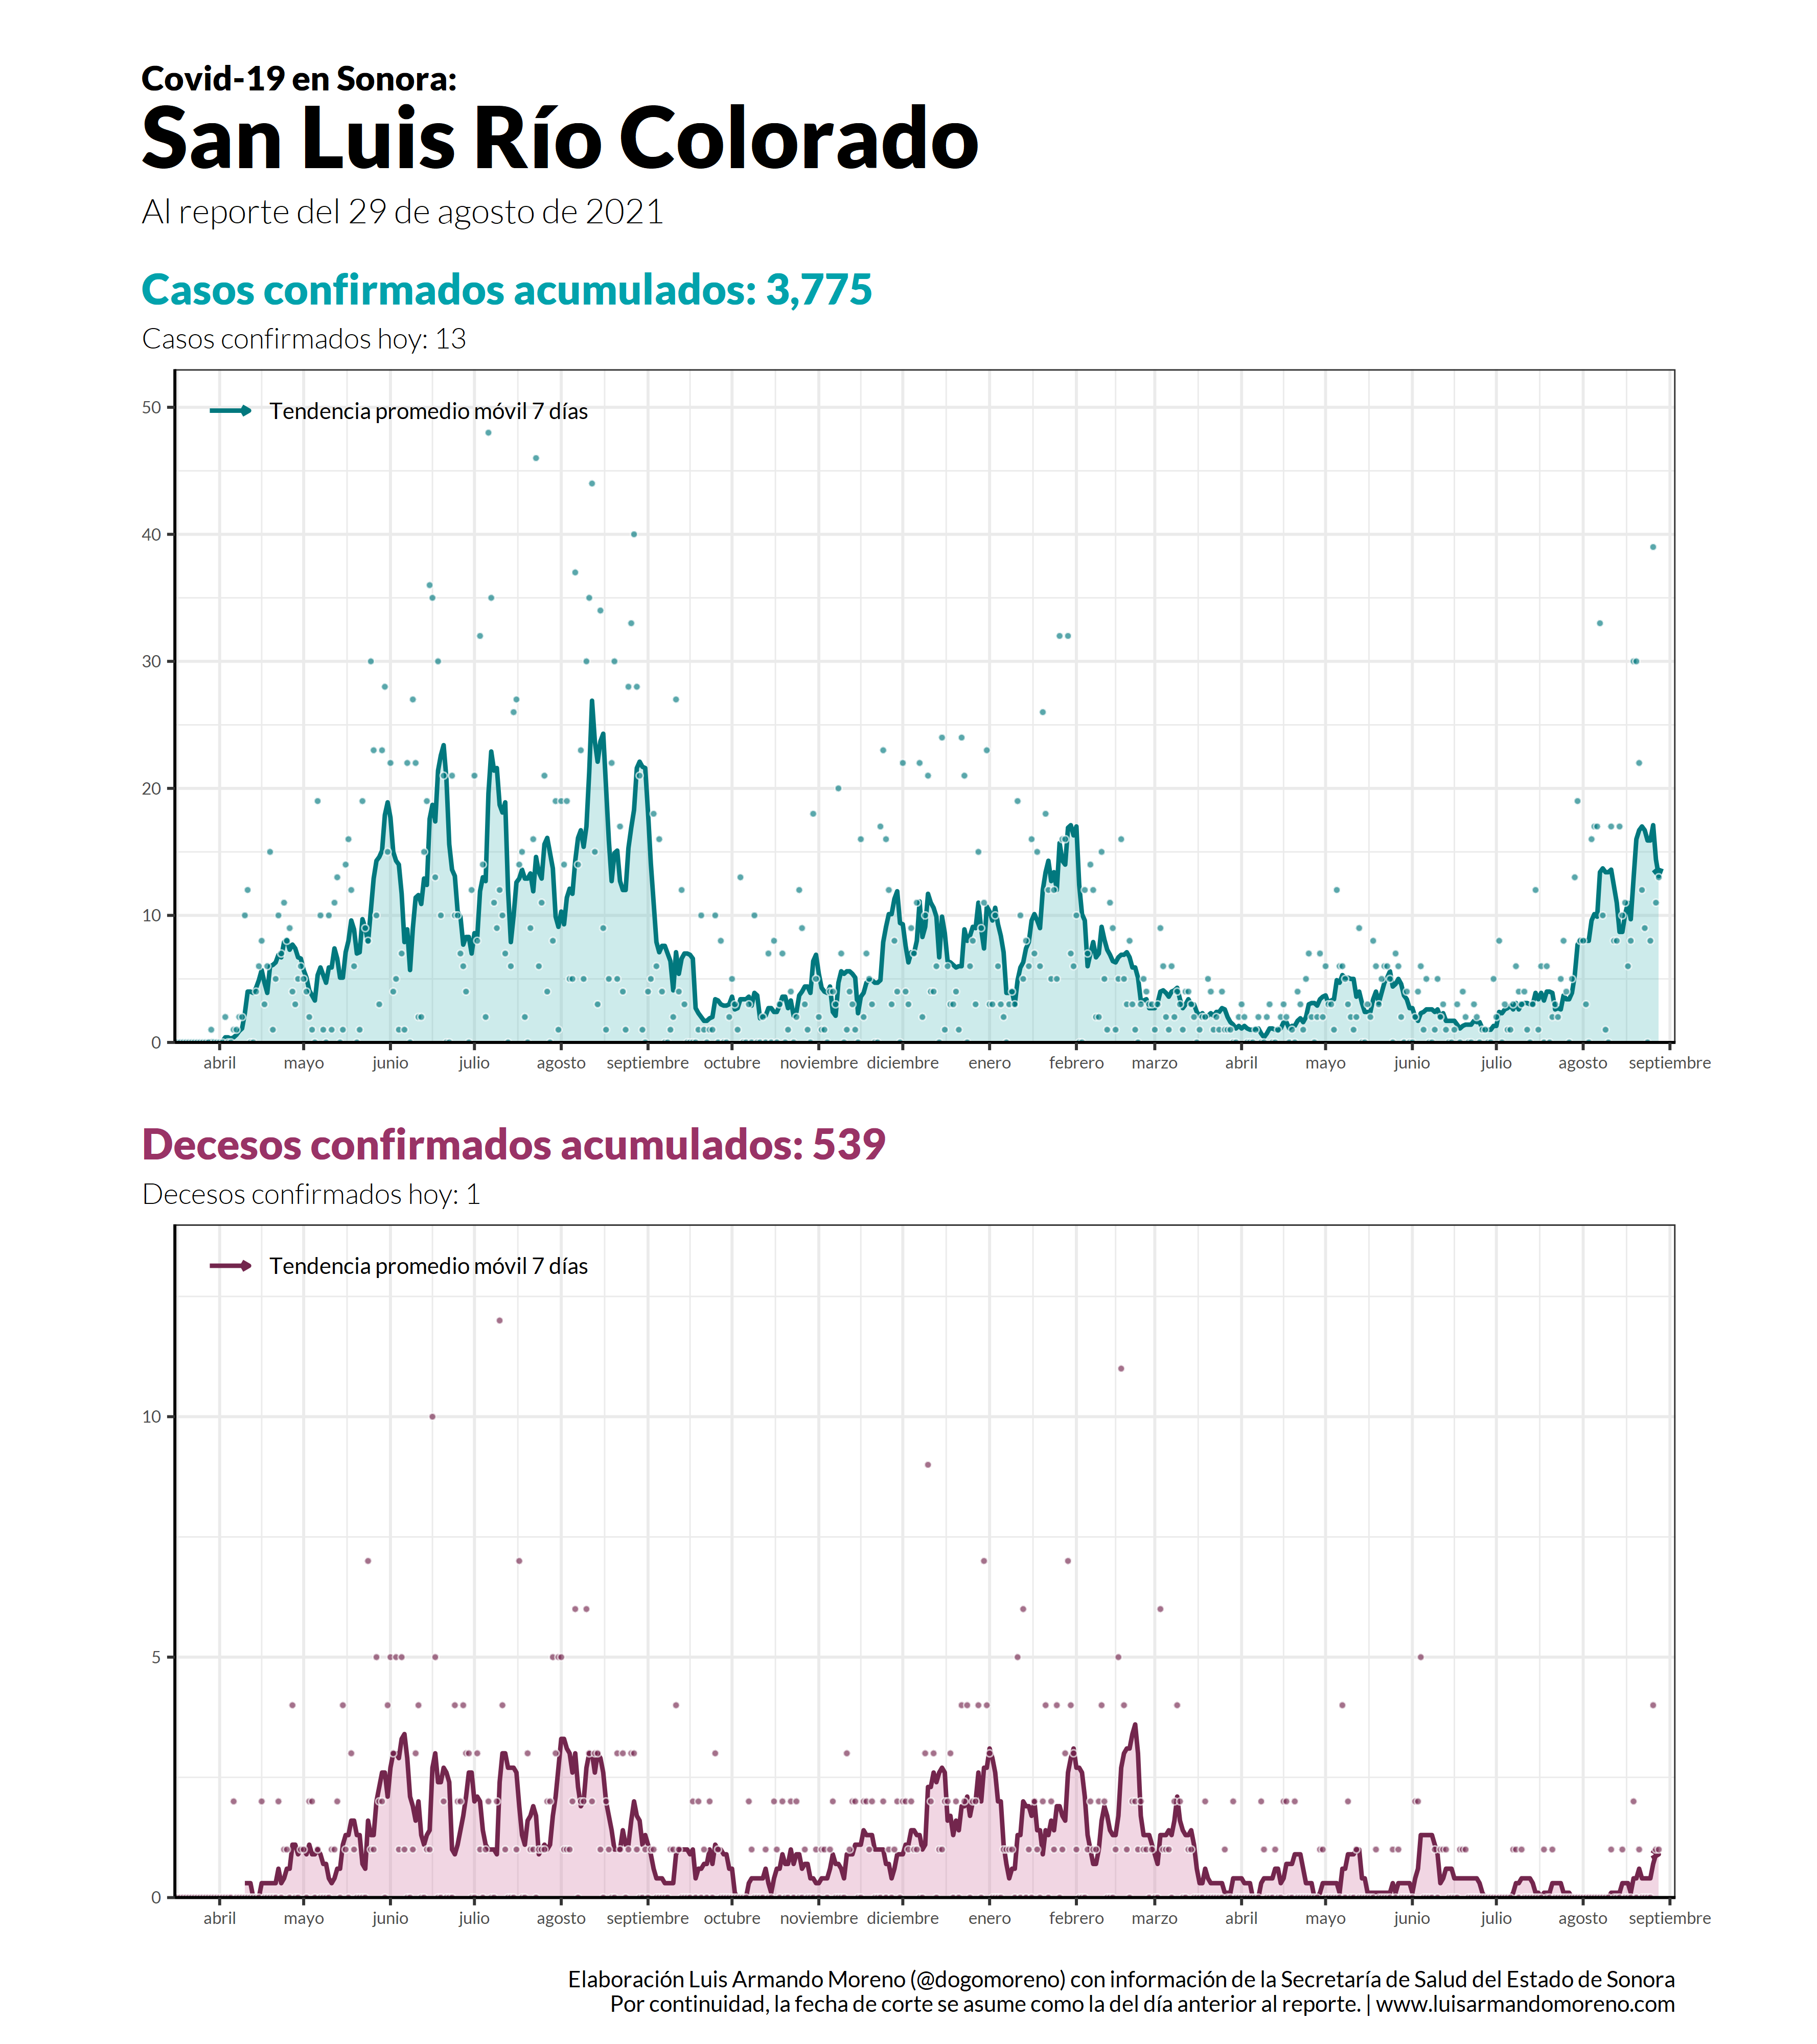 Covid-19 en Sonora:
San Luis Río Colorado
Al reporte del 29 de agosto de 2021
Casos confirmados acumulados: 3,775
Casos confirmados hoy: 13
Tendencia promedio móvil 7 días
50
40
30
20
10
0
abril mayo junio julio agosto septiembre octubre noviembre diciembre enero febrero marzo abril mayo junio julio agosto septiembre
Decesos confirmados acumulados: 539
Decesos confirmados hoy: 1
Tendencia promedio móvil 7 días
10
5
0
abril mayo junio julio agosto septiembre octubre noviembre diciembre enero febrero marzo abril mayo junio julio agosto septiembre
Elaboración Luis Armando Moreno (@dogomoreno) con información de la Secretaría de Salud del Estado de Sonora
Por continuidad, la fecha de corte se asume como la del día anterior al reporte. | www.luisarmandomoreno.com